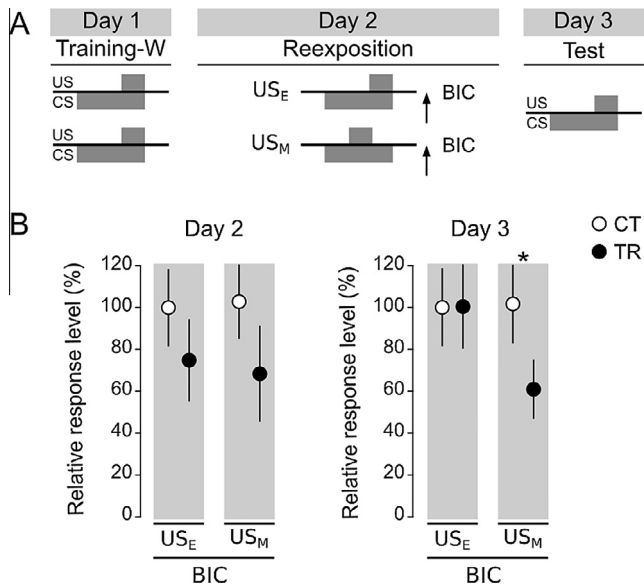 A
Day 1 Day 2 Day 3
Training-W Reexposition Test
US
CS
US
CS
USE BIC
USM BIC
US
CS
B
Day 2 Day 3
CT
TR
Relative response level (%)
120
100
80
60
40
20
0
USE USM
BIC
Relative response level (%)
120
100
80
60
40
20
0
*
USE USM
BIC